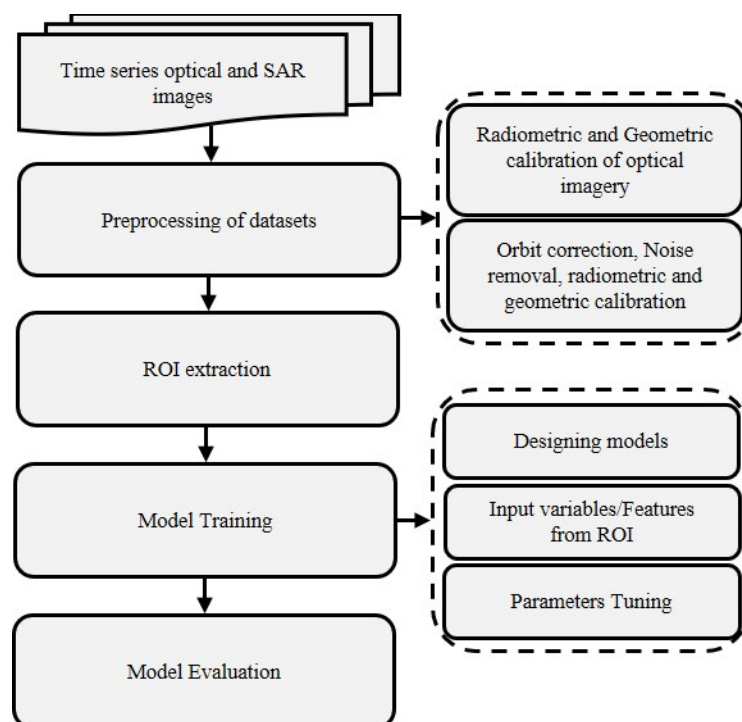 Time series optical and SAR
images
Preprocessing of datasets
Radiometric and Geometric
calibration of optical
imagery
Orbit correction, Noise
removal, radiometric and
geometric calibration
ROI extraction
Model Training
Designing models
Input variables/Features
from ROI
Parameters Tuning
Model Evaluation